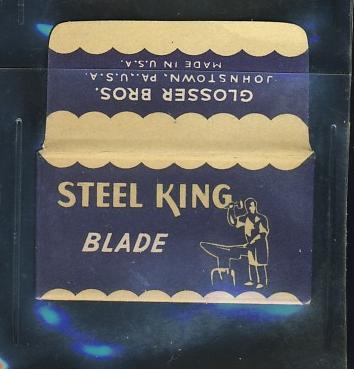 GLOSSER BROS.
JOHNSTOWN, PA., U.S.A.
MADE IN U.S.A.
STEEL KING
BLADE